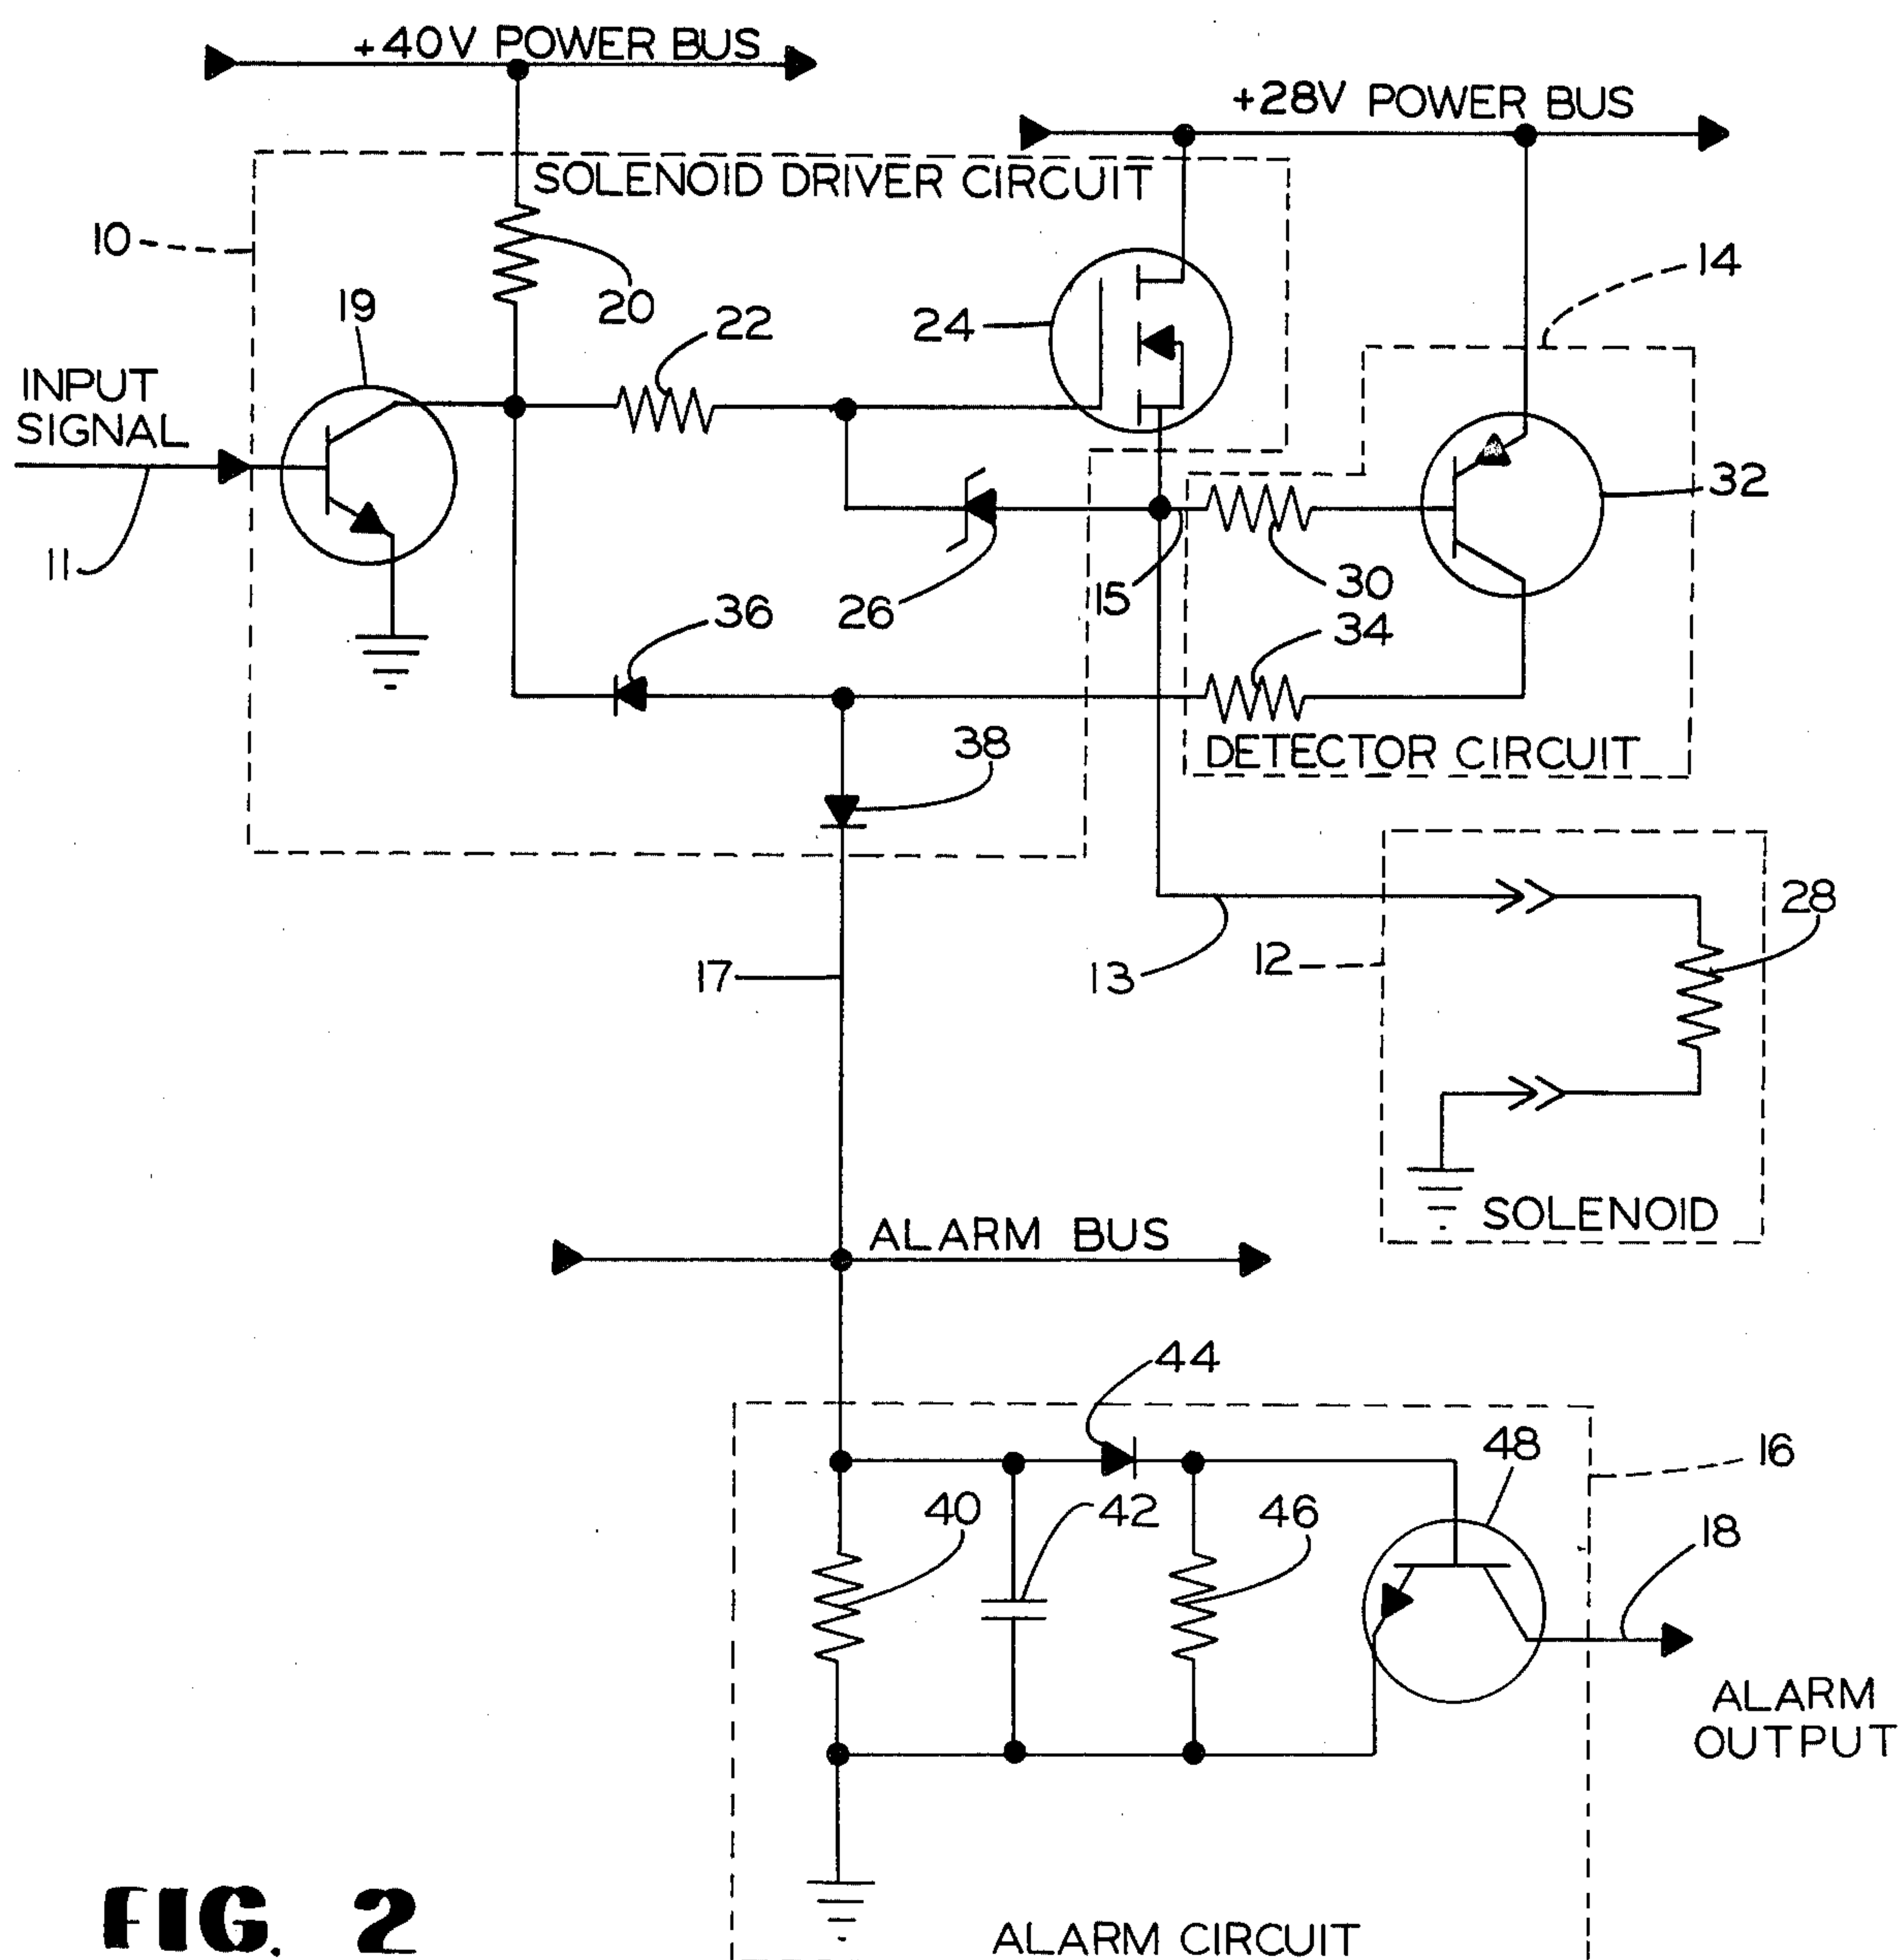 +40V POWER BUS
+28V POWER BUS
SOLENOID DRIVER CIRCUIT
10
14
20
19
22
24
INPUT
SIGNAL
32
11
36
26
15
30
34
38
DETECTOR CIRCUIT
28
17
13
12
SOLENOID
ALARM BUS
44
48
16
40
42
46
18
ALARM
OUTPUT
FIG. 2
ALARM CIRCUIT